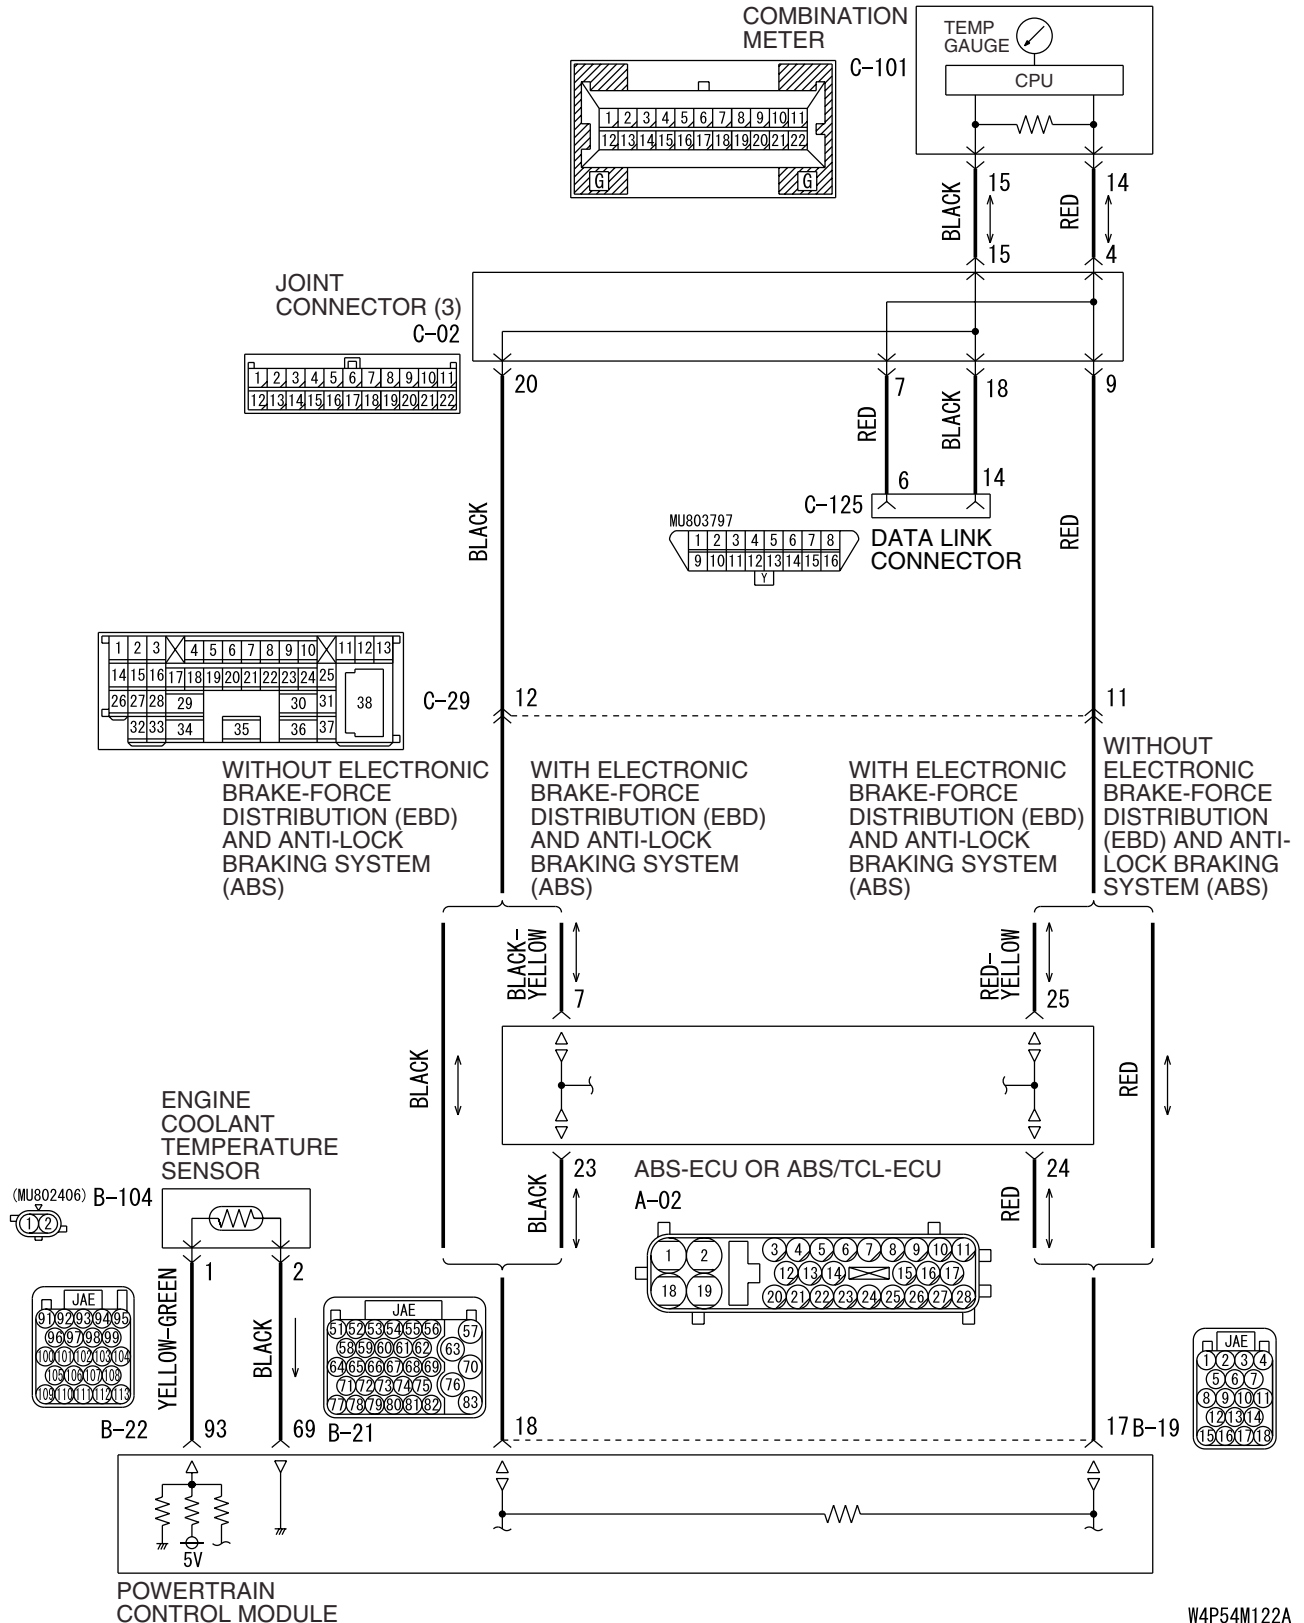 COMBINATION
METER
C-101
TEMP
GAUGE
CPU
1 2 3 4 5 6 7 8 9 10 11
12 13 14 15 16 17 18 19 20 21 22
G G
BLACK
15
RED
14
15
4
JOINT
CONNECTOR (3)
C-02
1 2 3 4 5 6 7 8 9 10 11
12 13 14 15 16 17 18 19 20 21 22
20
7
18
9
RED
BLACK
6
14
C-125
BLACK
RED
MU803797
1 2 3 4 5 6 7 8
9 10 11 12 13 14 15 16
Y
DATA LINK
CONNECTOR
1 2 3 4 5 6 7 8 9 10 11 12 13
14 15 16 17 18 19 20 21 22 23 24 25
26 27 28 29 30 31 38
32 33 34 35 36 37
C-29
12
11
WITHOUT ELECTRONIC
BRAKE-FORCE
DISTRIBUTION (EBD)
AND ANTI-LOCK
BRAKING SYSTEM
(ABS)
WITH ELECTRONIC
BRAKE-FORCE
DISTRIBUTION (EBD)
AND ANTI-LOCK
BRAKING SYSTEM
(ABS)
WITH ELECTRONIC
BRAKE-FORCE
DISTRIBUTION (EBD)
AND ANTI-LOCK
BRAKING SYSTEM
(ABS)
WITHOUT
ELECTRONIC
BRAKE-FORCE
DISTRIBUTION
(EBD) AND ANTI-
LOCK BRAKING
SYSTEM (ABS)
BLACK-
YELLOW
7
RED-
YELLOW
25
BLACK
RED
ENGINE
COOLANT
TEMPERATURE
SENSOR
(MU802406)
B-104
1 2
23
ABS-ECU OR ABS/TCL-ECU
24
A-02
BLACK
RED
1 2 3 4 5 6 7 8 9 10 11
12 13 14 15 16 17
18 19 20 21 22 23 24 25 26 27 28
1
2
YELLOW-GREEN
BLACK
JAE
91 92 93 94 95
96 97 98 99
100 101 102 103 104
105 106 107 108
109 110 111 112 113
JAE
51 52 53 54 55 56 57
58 59 60 61 62 63
64 65 66 67 68 69 70
71 72 73 74 75 76
77 78 79 80 81 82 83
JAE
1 2 3 4
5 6 7
8 9 10 11
12 13 14
15 16 17 18
B-22
93
69
B-21
18
17
B-19
5V
POWERTRAIN
CONTROL MODULE
W4P54M122A